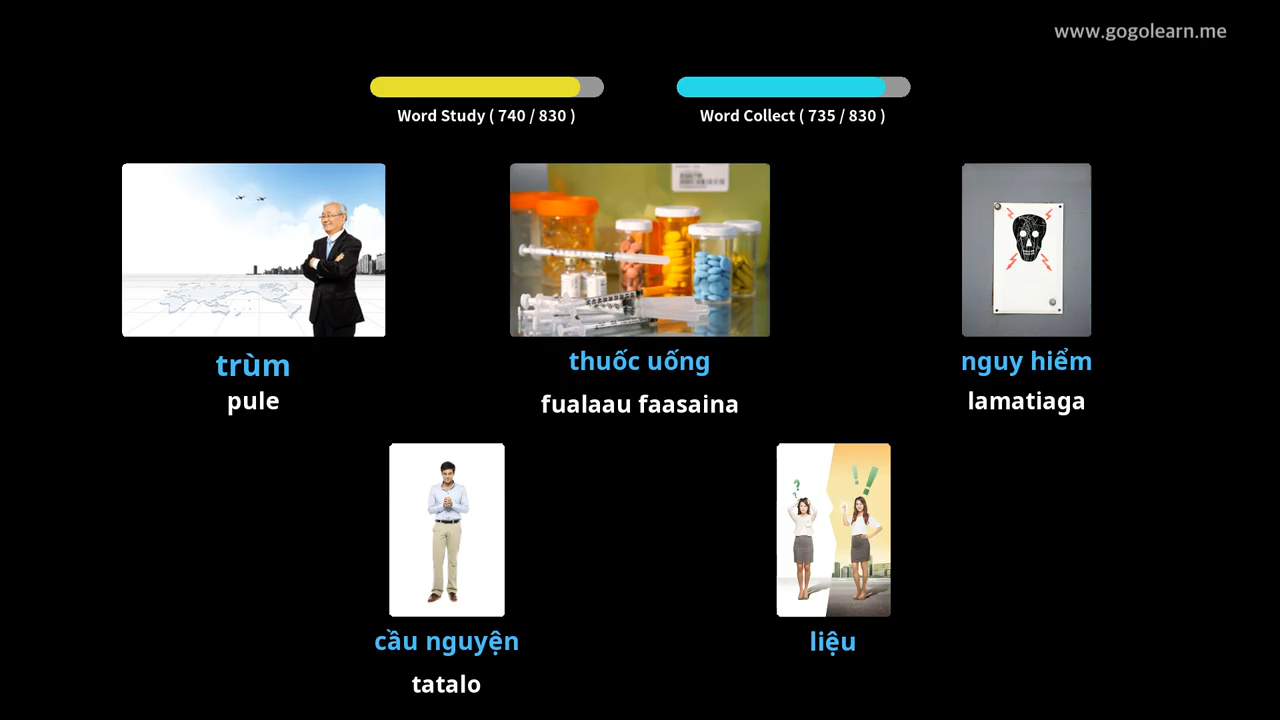 www.gogolearn.me
Word Study ( 740 / 830 )
Word Collect ( 735 / 830 )
trùm
pule
thuốc uống
fualaau faasaina
nguy hiểm
lamatiaga
cầu nguyện
tatalo
liệu